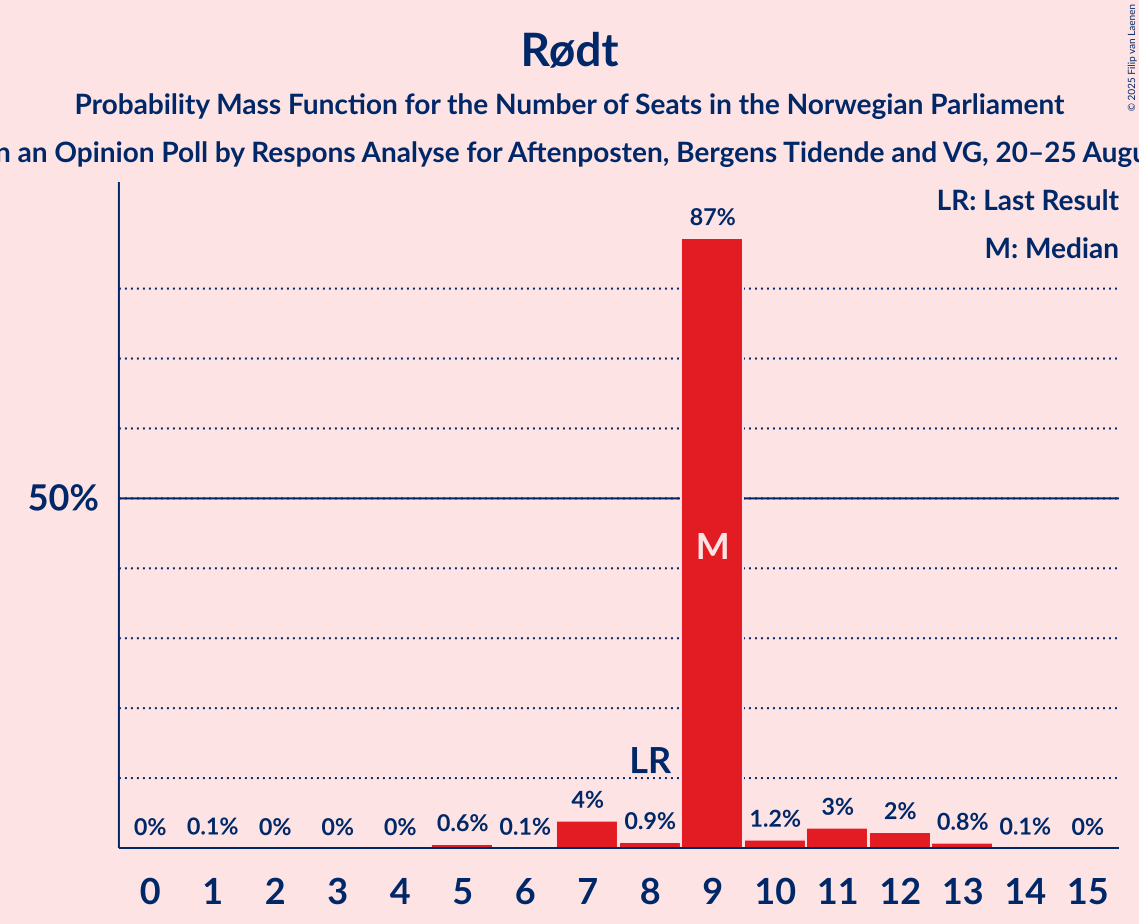 Rødt
Probability Mass Function for the Number of Seats in the Norwegian Parliament
an Opinion Poll by Respons Analyse for Aftenposten, Bergens Tidende and VG, 20–25
© 2025 Filip van Laenen
LR: Last Result
M: Median
87%
50%
M
LR
0% 0.1% 0% 0% 0% 0.6% 0.1% 4% 0.9% 1.2% 3% 2% 0.8% 0.1% 0%
0 1 2 3 4 5 6 7 8 9 10 11 12 13 14 15